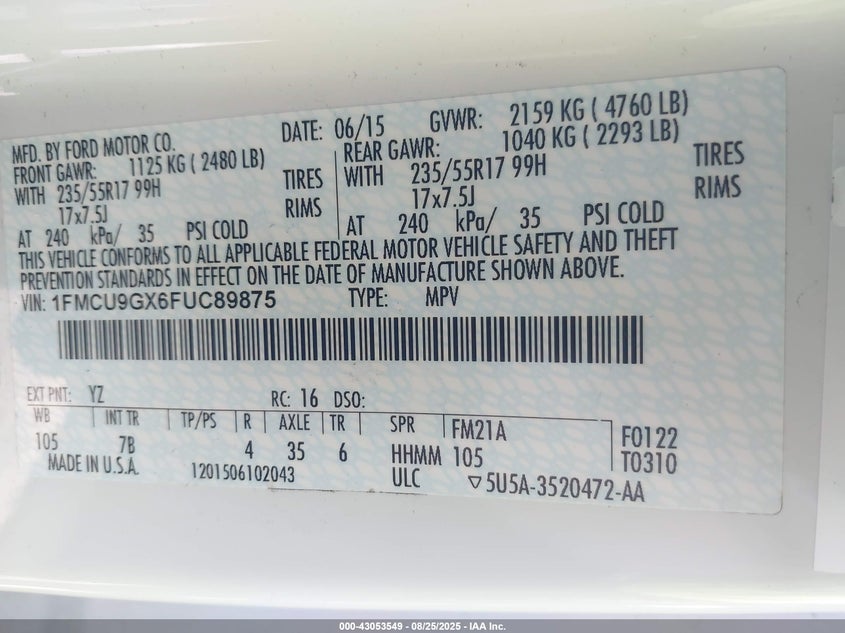 MFD. BY FORD MOTOR CO. DATE: 06/15 GVWR: 2159 KG ( 4760 LB)
FRONT GAWR: 1125 KG ( 2480 LB) REAR GAWR: 1040 KG ( 2293 LB)
WITH 235/55R17 99H TIRES WITH 235/55R17 99H TIRES
17x7.5J RIMS 17x7.5J RIMS
AT 240 kPa/ 35 PSI COLD AT 240 kPa/ 35 PSI COLD
THIS VEHICLE CONFORMS TO ALL APPLICABLE FEDERAL MOTOR VEHICLE SAFETY AND THEFT
PREVENTION STANDARDS IN EFFECT ON THE DATE OF MANUFACTURE SHOWN ABOVE.
VIN: 1FMCU9GX6FUC89875 TYPE: MPV
EXT PNT: YZ RC: 16 DSO:
WB INT TR TP/PS R AXLE TR SPR FM21A F0122
105 7B 4 35 6 HHMM 105 T0310
MADE IN U.S.A. 1201506102043 ULC ▽5U5A-3520472-AA
000-43053549 - 08/25/2025 - IAA Inc.